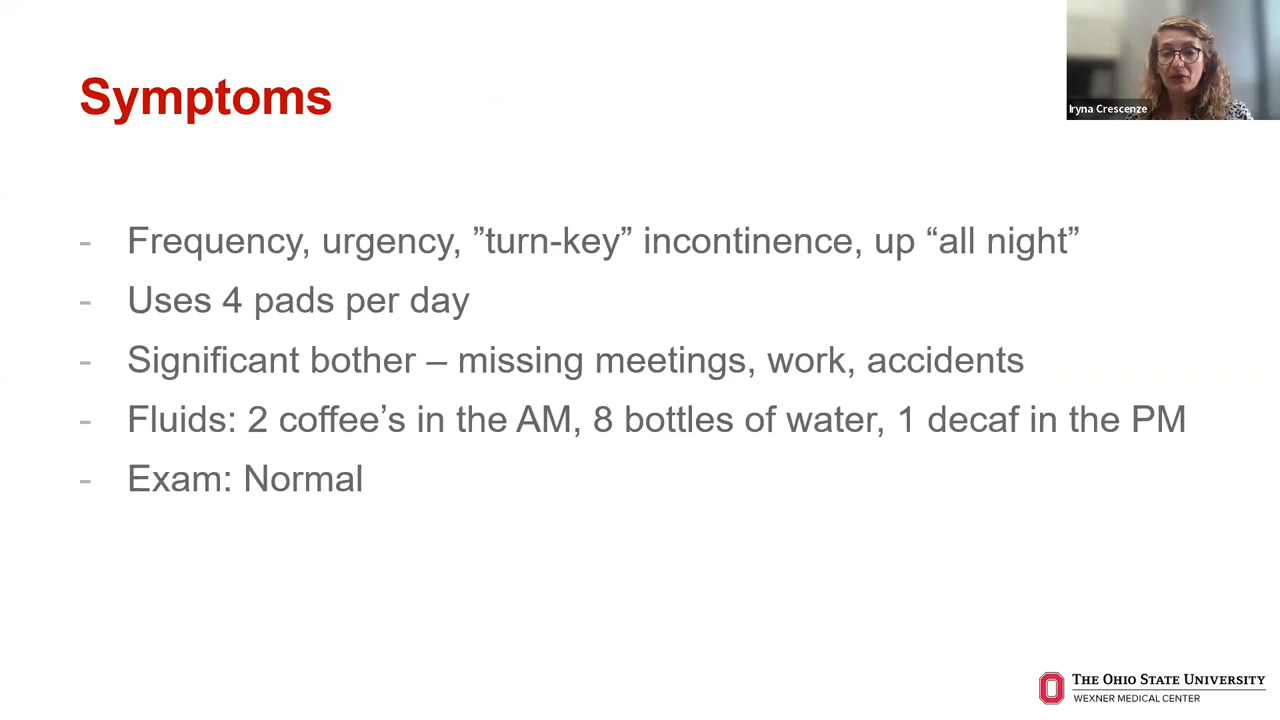 Symptoms
Iryna Crescenze
- Frequency, urgency, ”turn-key” incontinence, up “all night”
- Uses 4 pads per day
- Significant bother – missing meetings, work, accidents
- Fluids: 2 coffee’s in the AM, 8 bottles of water, 1 decaf in the PM
- Exam: Normal
THE OHIO STATE UNIVERSITY
WEXNER MEDICAL CENTER